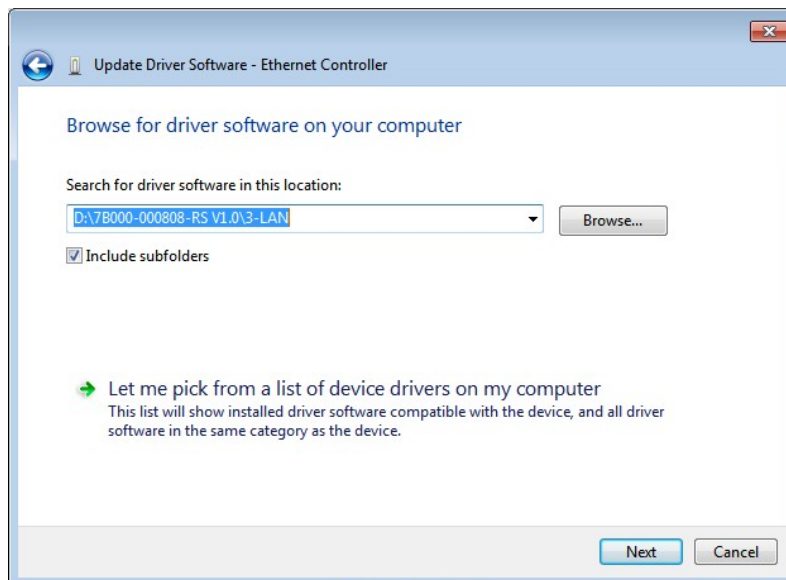 Update Driver Software - Ethernet Controller
Browse for driver software on your computer
Search for driver software in this location:
D:\7B000-000808-RS V1.0\3-LAN
Browse...
Include subfolders
Let me pick from a list of device drivers on my computer
This list will show installed driver software compatible with the device, and all driver
software in the same category as the device.
Next
Cancel